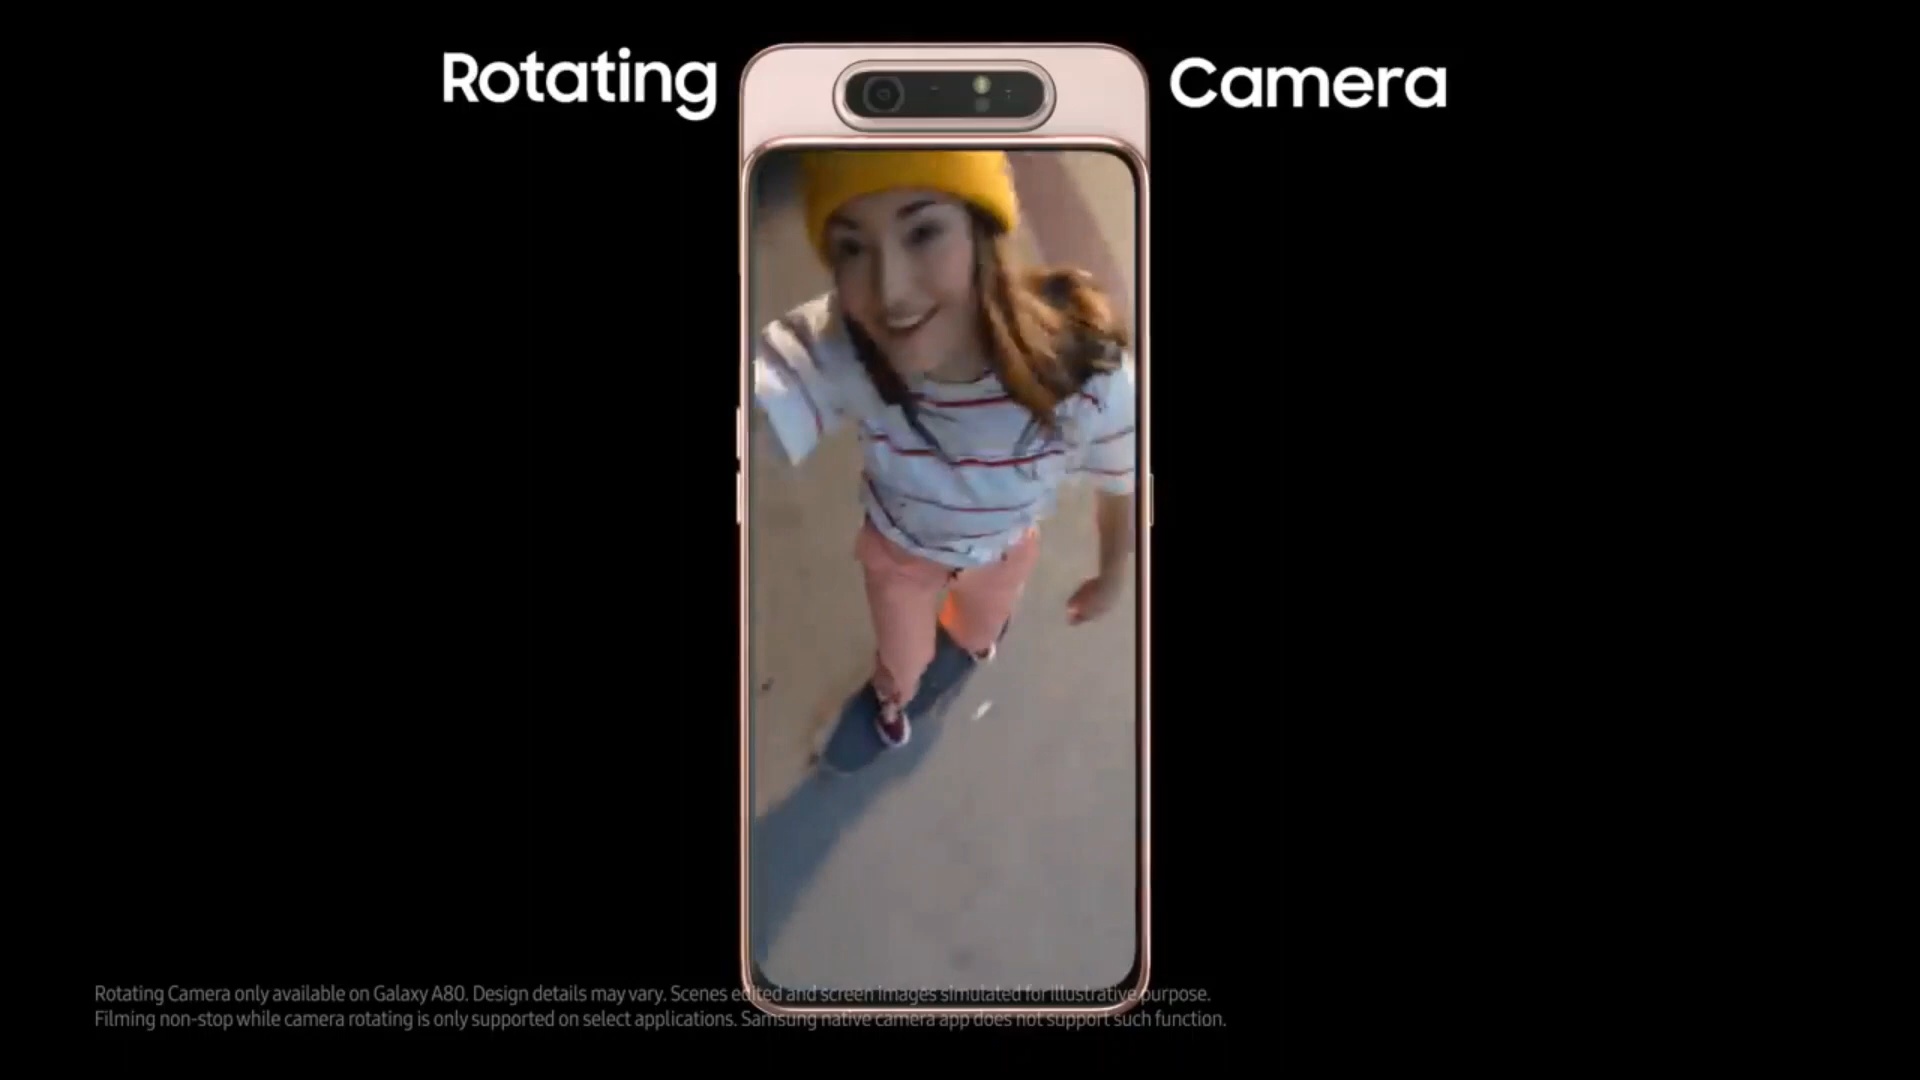 Rotating Camera
Rotating Camera only available on Galaxy A80. Design details may vary. Scenes edited and screen images simulated for illustrative purpose.
Filming non-stop while camera rotating is only supported on select applications. Samsung native camera app does not support such function.